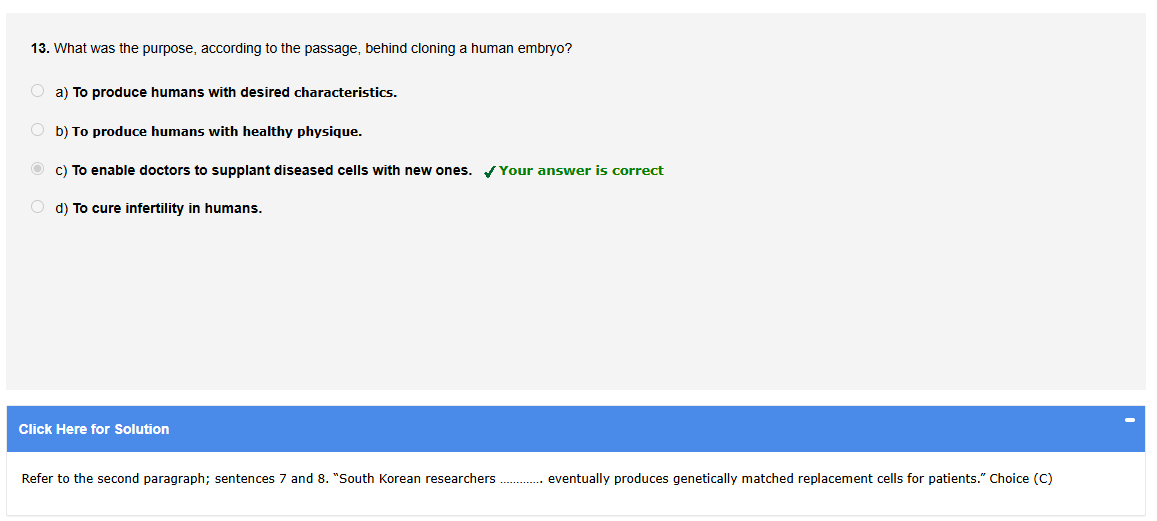 13. What was the purpose, according to the passage, behind cloning a human embryo?
a) To produce humans with desired characteristics.
b) To produce humans with healthy physique.
c) To enable doctors to supplant diseased cells with new ones. ✓Your answer is correct
d) To cure infertility in humans.
Click Here for Solution
Refer to the second paragraph; sentences 7 and 8. “South Korean researchers ............. eventually produces genetically matched replacement cells for patients.” Choice (C)